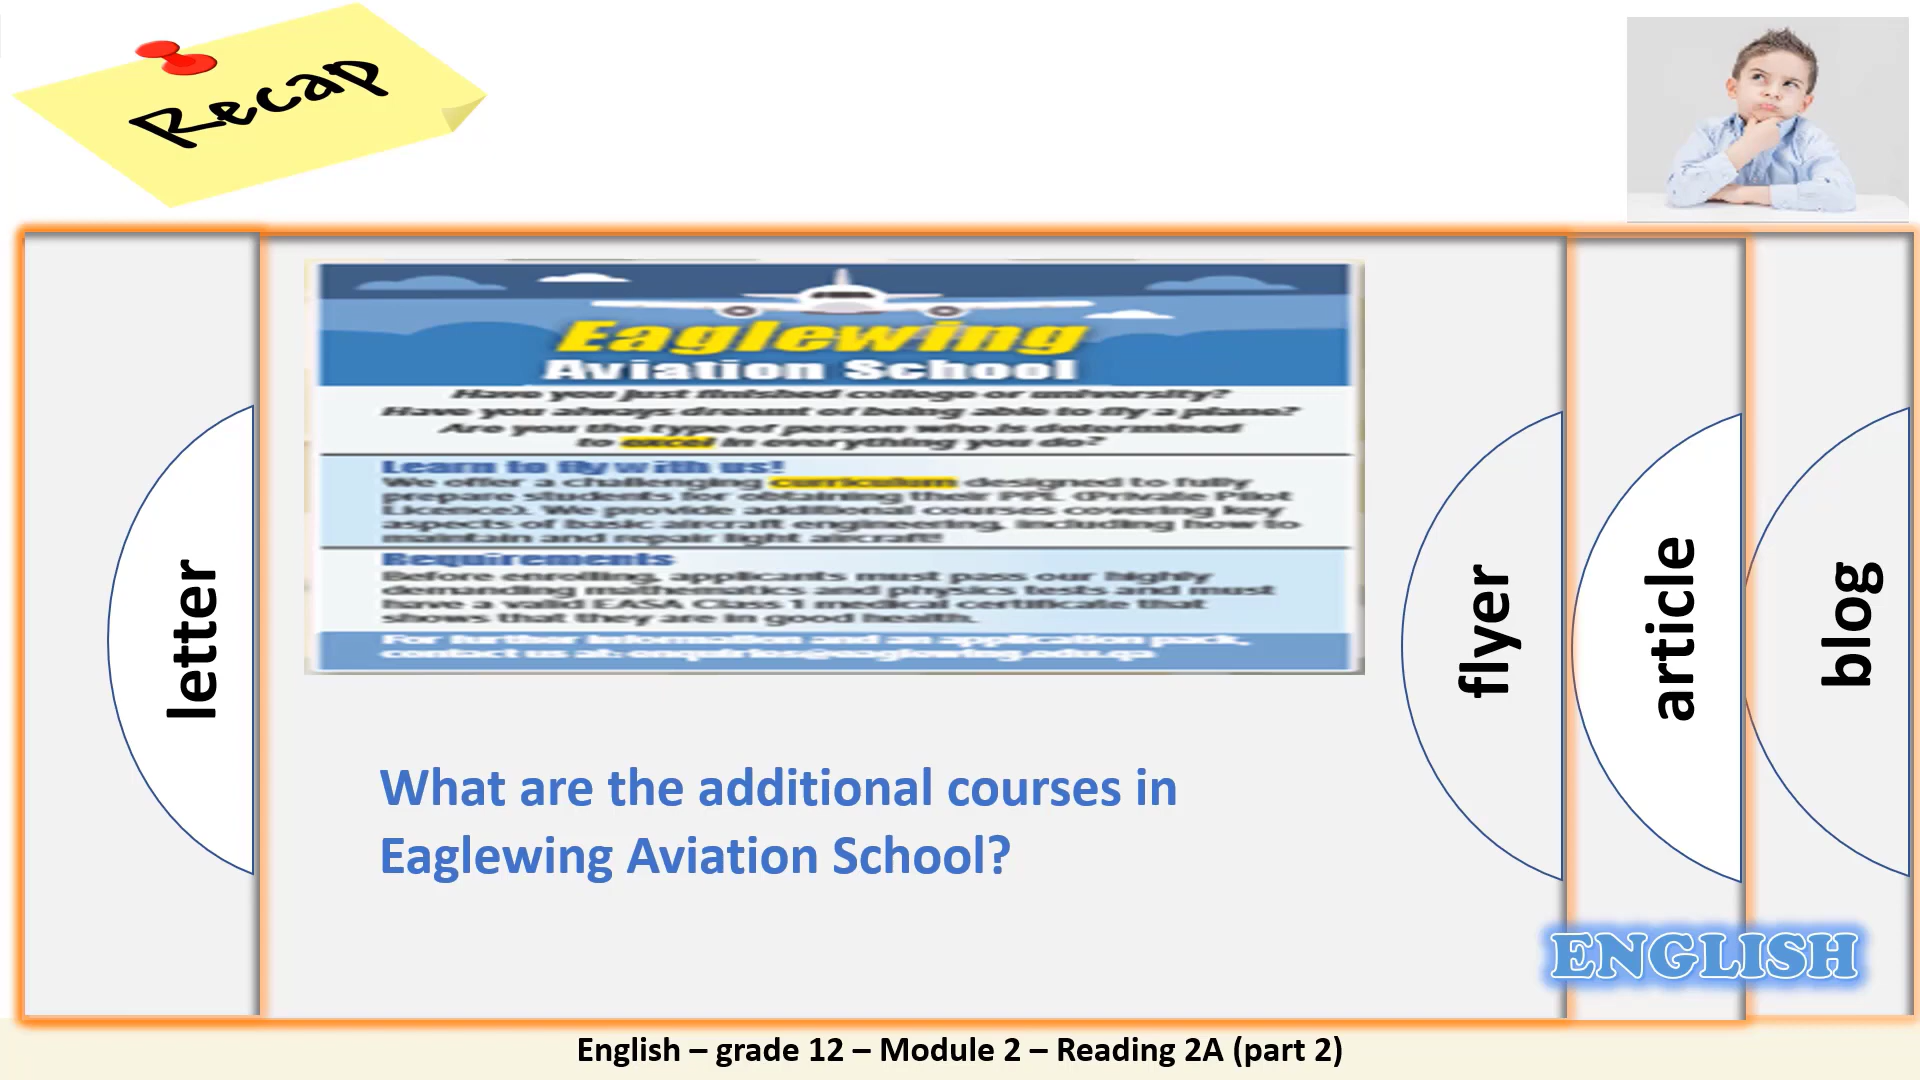 Recap
letter
Eaglewing
Aviation School
Have you just finished college or university?
Have you always dreamt of being able to fly a plane?
Are you the type of person who is determined
to excel in everything you do?
Learn to fly with us!
We offer a challenging curriculum designed to fully
prepare students for obtaining their PPL (Private Pilot
Licence). We provide additional courses covering key
aspects of basic aircraft engineering, including how to
maintain and repair light aircraft!
Requirements
Before enrolling, applicants must pass our highly
demanding mathematics and physics tests and must
have a valid EASA Class 1 medical certificate that
shows that they are in good health.
For further information and an application pack,
contact us at: enquiries@eaglewing.edu.qa
What are the additional courses in
Eaglewing Aviation School?
flyer
article
blog
ENGLISH
English – grade 12 – Module 2 – Reading 2A (part 2)